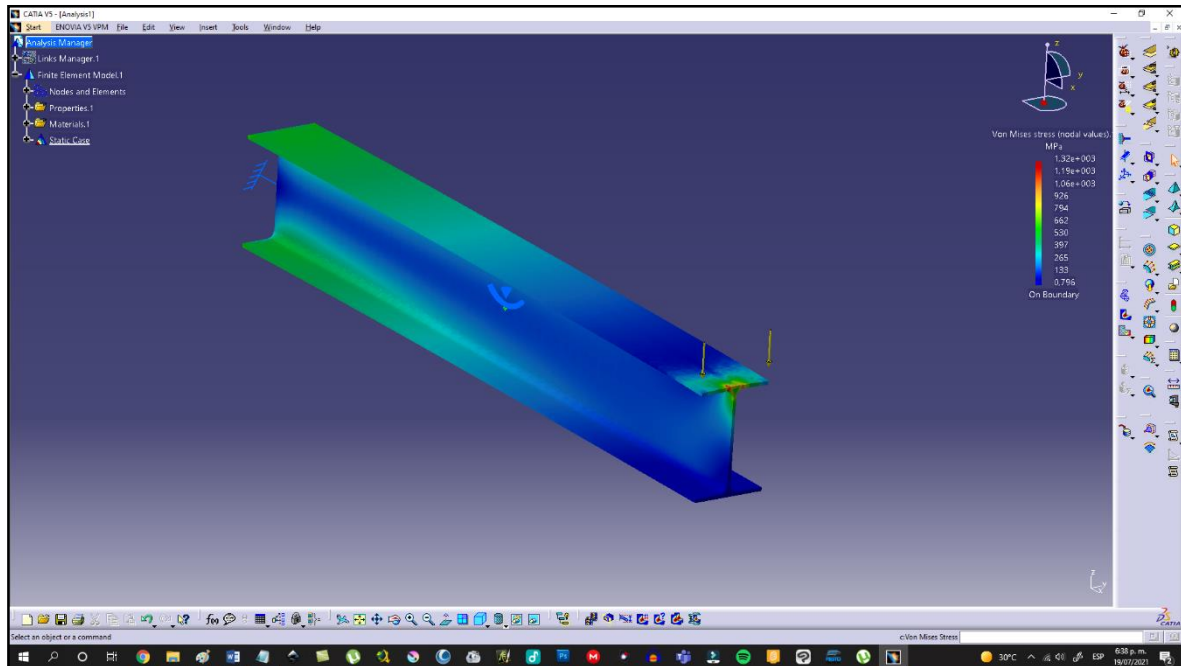 CATIA V5 - [Analysis1]
Start ENOVIA V5 VPM File Edit View Insert Tools Window Help
Analysis Manager
Links Manager.1
Finite Element Model.1
Nodes and Elements
Properties.1
Materials.1
Static Case
z
y
x
Von Mises stress (nodal values).
MPa
1.32e+003
1.19e+003
1.06e+003
926
794
662
530
397
265
133
0.796
On Boundary
z
CATIA
Select an object or a command
c:Von Mises Stress
30°C ESP 6:38 p. m.
19/07/2021